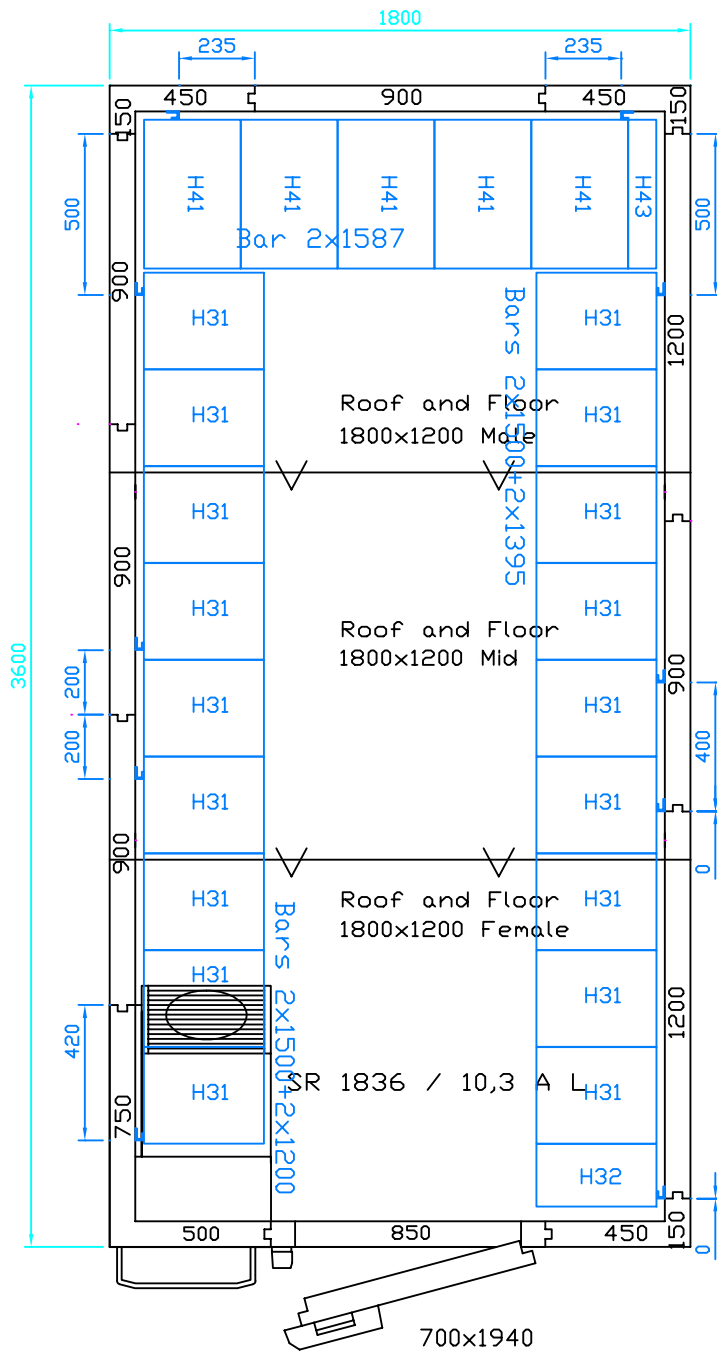 1800
235
235
450
900
450
150
150
H41
H41
H41
H41
H41
H43
500
500
Bar 2x1587
900
H31
H31
1200
Bars 2x1500+2x1395
H31
H31
Roof and Floor
1800x1200 Male
H31
H31
900
H31
H31
Roof and Floor
1800x1200 Mid
3600
200
200
H31
H31
900
400
H31
H31
900
0
H31
H31
Roof and Floor
1800x1200 Female
Bars 2x1500+2x1200
H31
H31
1200
420
H31
H31
SR 1836 / 10,3 A L
750
H32
150
0
500
850
450
700x1940